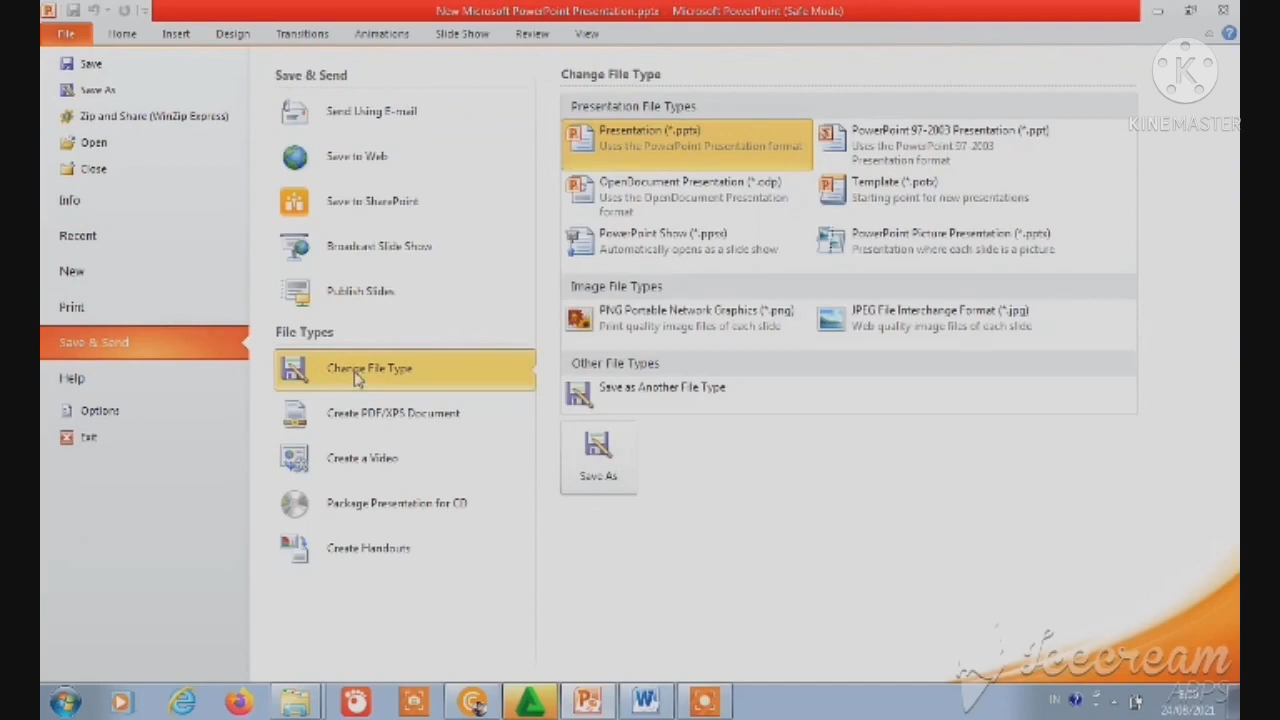 New Microsoft PowerPoint Presentation.pptx - Microsoft PowerPoint (Safe Mode)
File Home Insert Design Transitions Animations Slide Show Review View
Save
Save As
Zip and Share (WinZip Express)
Open
Close
Info
Recent
New
Print
Save & Send
Help
Options
Exit
Save & Send
Send Using E-mail
Save to Web
Save to SharePoint
Broadcast Slide Show
Publish Slides
File Types
Change File Type
Create PDF/XPS Document
Create a Video
Package Presentation for CD
Create Handouts
Change File Type
Presentation File Types
Presentation (*.pptx)
Uses the PowerPoint Presentation format
PowerPoint 97-2003 Presentation (*.ppt)
Uses the PowerPoint 97-2003
Presentation format
OpenDocument Presentation (*.odp)
Uses the OpenDocument Presentation
format
Template (*.potx)
Starting point for new presentations
PowerPoint Show (*.ppsx)
Automatically opens as a slide show
PowerPoint Picture Presentation (*.pptx)
Presentation where each slide is a picture
Image File Types
PNG Portable Network Graphics (*.png)
Print quality image files of each slide
JPEG File Interchange Format (*.jpg)
Web quality image files of each slide
Other File Types
Save as Another File Type
Save As
K
KINEMASTER
Icecream
APPS
IN
24/08/2021